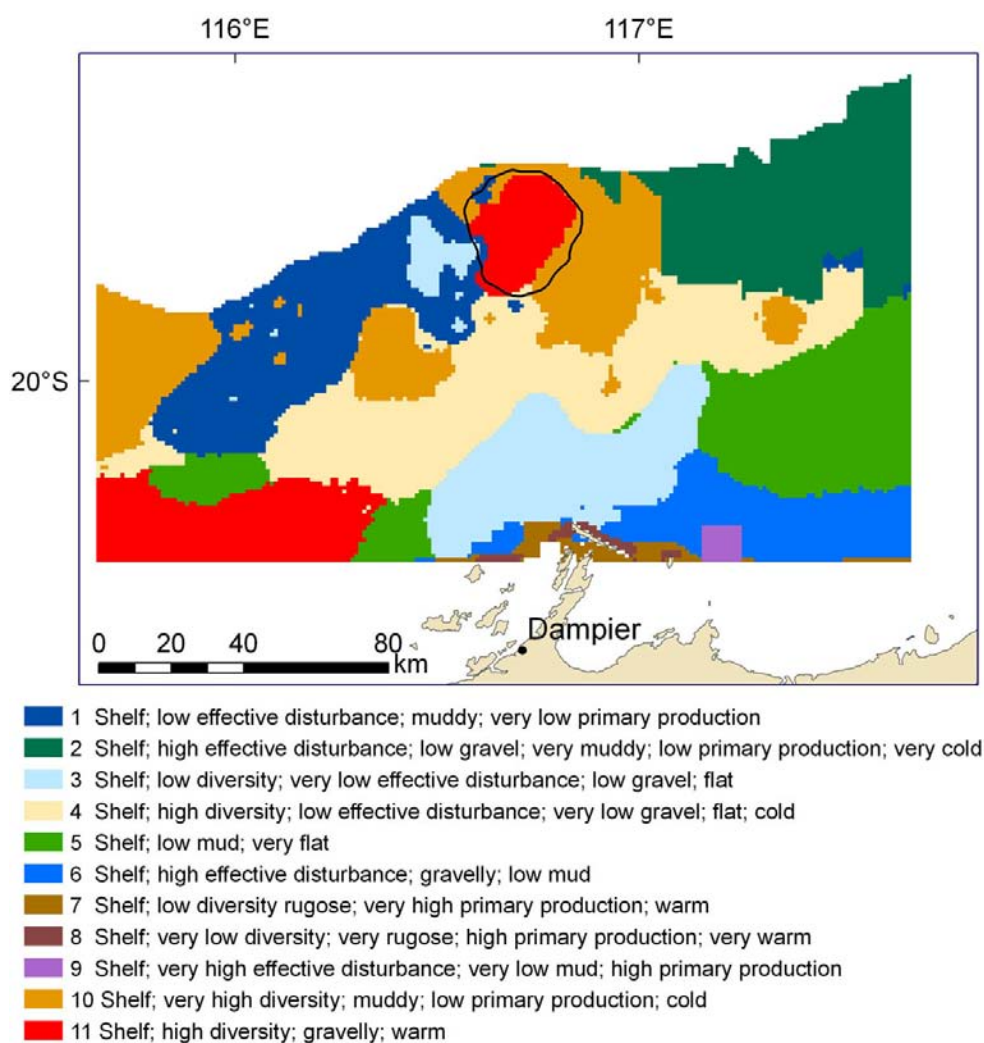 116°E 117°E
20°S
Dampier
0 20 40 80
km
1 Shelf; low effective disturbance; muddy; very low primary production
2 Shelf; high effective disturbance; low gravel; very muddy; low primary production; very cold
3 Shelf; low diversity; very low effective disturbance; low gravel; flat
4 Shelf; high diversity; low effective disturbance; very low gravel; flat; cold
5 Shelf; low mud; very flat
6 Shelf; high effective disturbance; gravelly; low mud
7 Shelf; low diversity rugose; very high primary production; warm
8 Shelf; very low diversity; very rugose; high primary production; very warm
9 Shelf; very high effective disturbance; very low mud; high primary production
10 Shelf; very high diversity; muddy; low primary production; cold
11 Shelf; high diversity; gravelly; warm